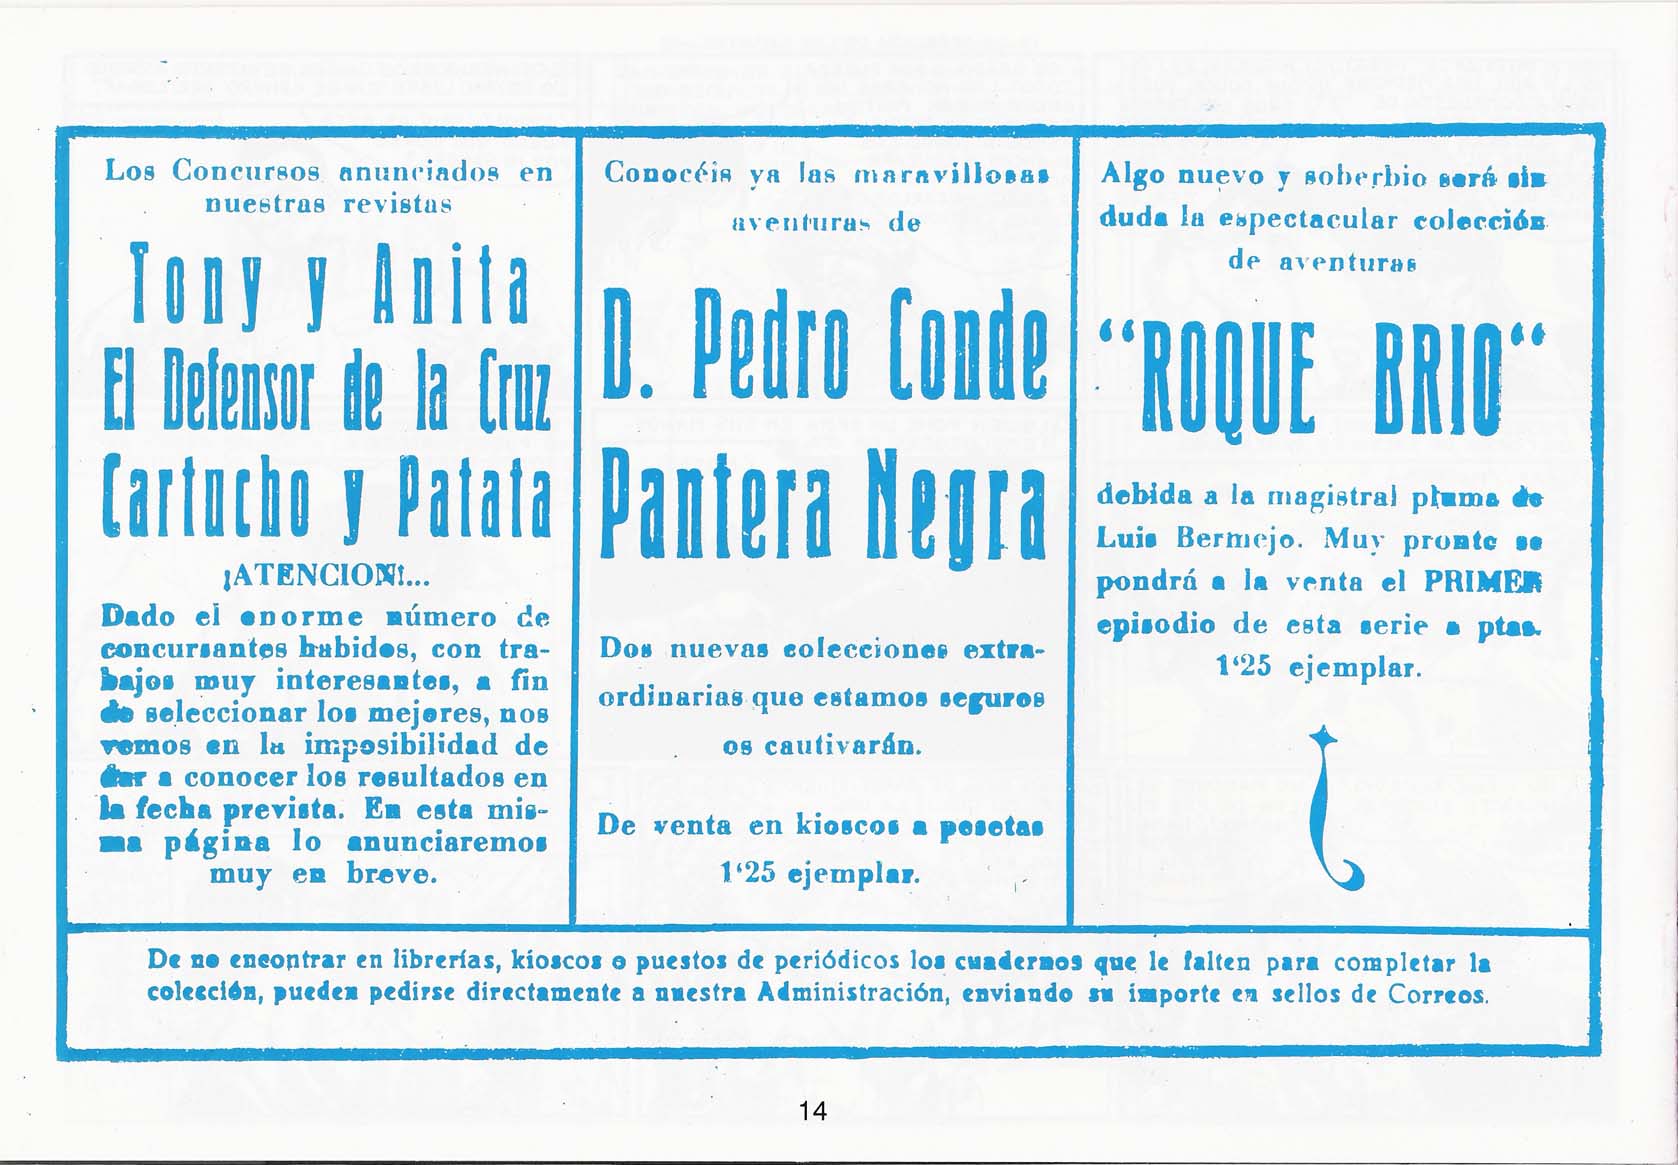 Los Concursos anunciados en
nuestras revistas
Tony y Anita
El Defensor de la Cruz
Cartucho y Patata
¡ATENCION!...
Dado el enorme número de
concursantes habidos, con tra-
bajos muy interesantes, a fin
de seleccionar los mejores, nos
vemos en la imposibilidad de
dar a conocer los resultados en
la fecha prevista. En esta mis-
ma página lo anunciaremos
muy en breve.
Conocéis ya las maravillosas
aventuras de
D. Pedro Conde
Pantera Negra
Dos nuevas colecciones extra-
ordinarias que estamos seguros
os cautivarán.
De venta en kioscos a pesetas
1‘25 ejemplar.
Algo nuevo y soberbio será sin
duda la espectacular colección
de aventuras
“ROQUE BRIO“
debida a la magistral pluma de
Luis Bermejo. Muy pronto se
pondrá a la venta el PRIMER
episodio de esta serie a ptas.
1‘25 ejemplar.
De no encontrar en librerías, kioscos o puestos de periódicos los cuadernos que le falten para completar la
colección, pueden pedirse directamente a nuestra Administración, enviando su importe en sellos de Correos.
14